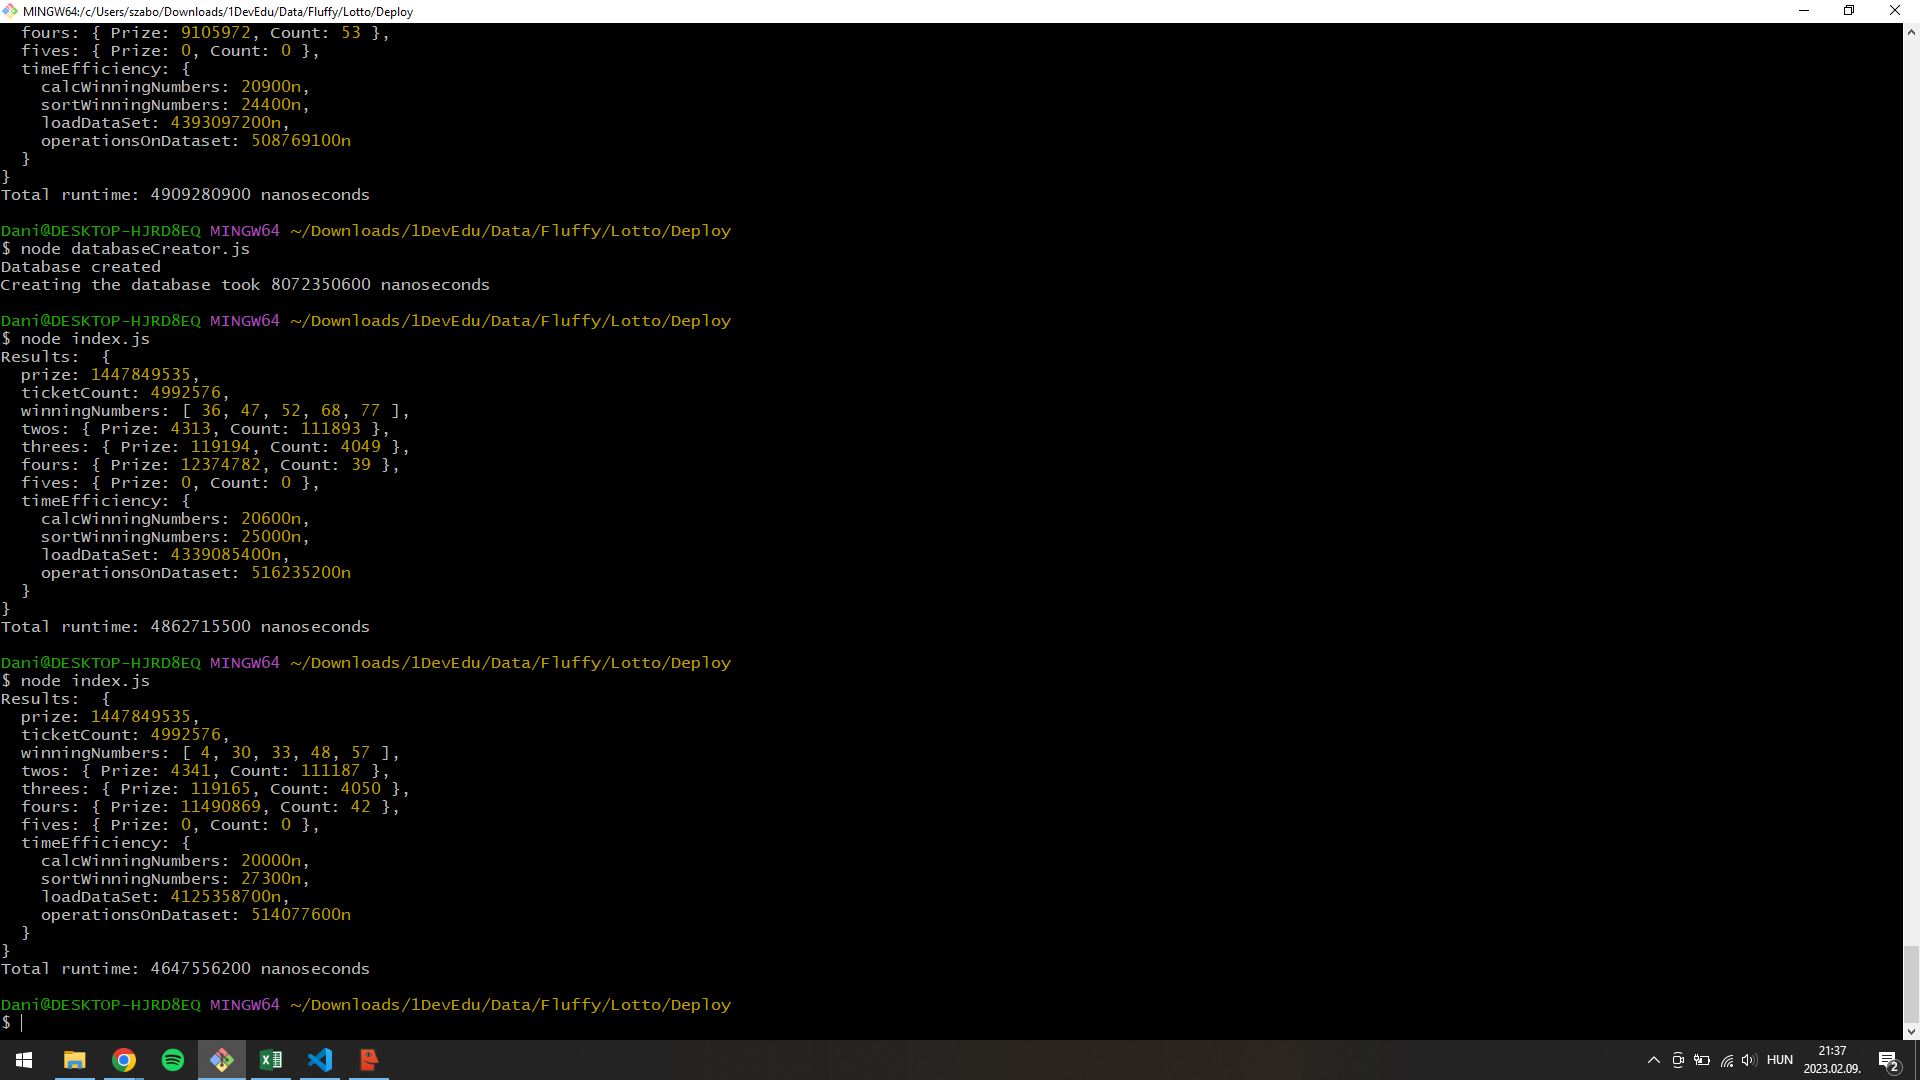 MINGW64:/c/Users/szabo/Downloads/1DevEdu/Data/Fluffy/Lotto/Deploy
fours: { Prize: 9105972, Count: 53 },
fives: { Prize: 0, Count: 0 },
timeEfficiency: {
calcWinningNumbers: 20900n,
sortWinningNumbers: 24400n,
loadDataSet: 4393097200n,
operationsOnDataset: 508769100n
}
}
Total runtime: 4909280900 nanoseconds
Dani@DESKTOP-HJRD8EQ MINGW64 ~/Downloads/1DevEdu/Data/Fluffy/Lotto/Deploy
$ node databaseCreator.js
Database created
Creating the database took 8072350600 nanoseconds
Dani@DESKTOP-HJRD8EQ MINGW64 ~/Downloads/1DevEdu/Data/Fluffy/Lotto/Deploy
$ node index.js
Results:  {
prize: 1447849535,
ticketCount: 4992576,
winningNumbers: [ 36, 47, 52, 68, 77 ],
twos: { Prize: 4313, Count: 111893 },
threes: { Prize: 119194, Count: 4049 },
fours: { Prize: 12374782, Count: 39 },
fives: { Prize: 0, Count: 0 },
timeEfficiency: {
calcWinningNumbers: 20600n,
sortWinningNumbers: 25000n,
loadDataSet: 4339085400n,
operationsOnDataset: 516235200n
}
}
Total runtime: 4862715500 nanoseconds
Dani@DESKTOP-HJRD8EQ MINGW64 ~/Downloads/1DevEdu/Data/Fluffy/Lotto/Deploy
$ node index.js
Results:  {
prize: 1447849535,
ticketCount: 4992576,
winningNumbers: [ 4, 30, 33, 48, 57 ],
twos: { Prize: 4341, Count: 111187 },
threes: { Prize: 119165, Count: 4050 },
fours: { Prize: 11490869, Count: 42 },
fives: { Prize: 0, Count: 0 },
timeEfficiency: {
calcWinningNumbers: 20000n,
sortWinningNumbers: 27300n,
loadDataSet: 4125358700n,
operationsOnDataset: 514077600n
}
}
Total runtime: 4647556200 nanoseconds
Dani@DESKTOP-HJRD8EQ MINGW64 ~/Downloads/1DevEdu/Data/Fluffy/Lotto/Deploy
$
HUN
21:37
2023.02.09.
2